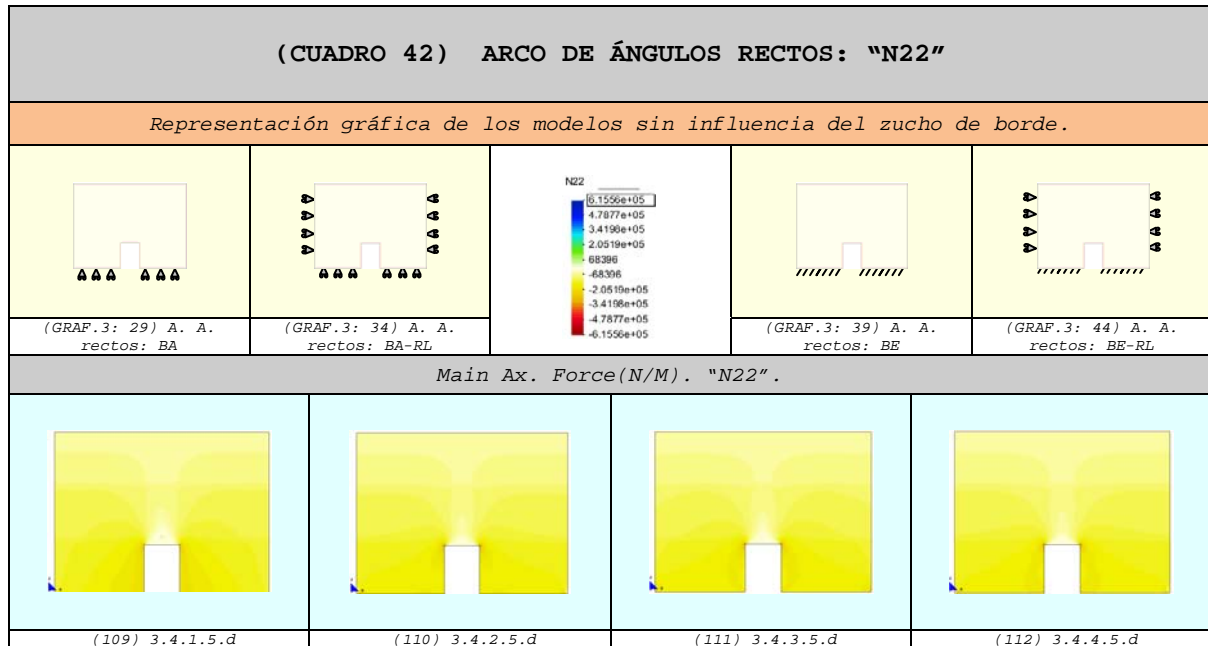 (CUADRO 42) ARCO DE ÁNGULOS RECTOS: “N22”
Representación gráfica de los modelos sin influencia del zucho de borde.
N22
6.1556e+05
4.7877e+05
3.4198e+05
2.0519e+05
68396
-68396
-2.0519e+05
-3.4198e+05
-4.7877e+05
-6.1556e+05
(GRAF.3: 29) A. A.
rectos: BA
(GRAF.3: 34) A. A.
rectos: BA-RL
(GRAF.3: 39) A. A.
rectos: BE
(GRAF.3: 44) A. A.
rectos: BE-RL
Main Ax. Force(N/M). “N22”.
(109) 3.4.1.5.d
(110) 3.4.2.5.d
(111) 3.4.3.5.d
(112) 3.4.4.5.d